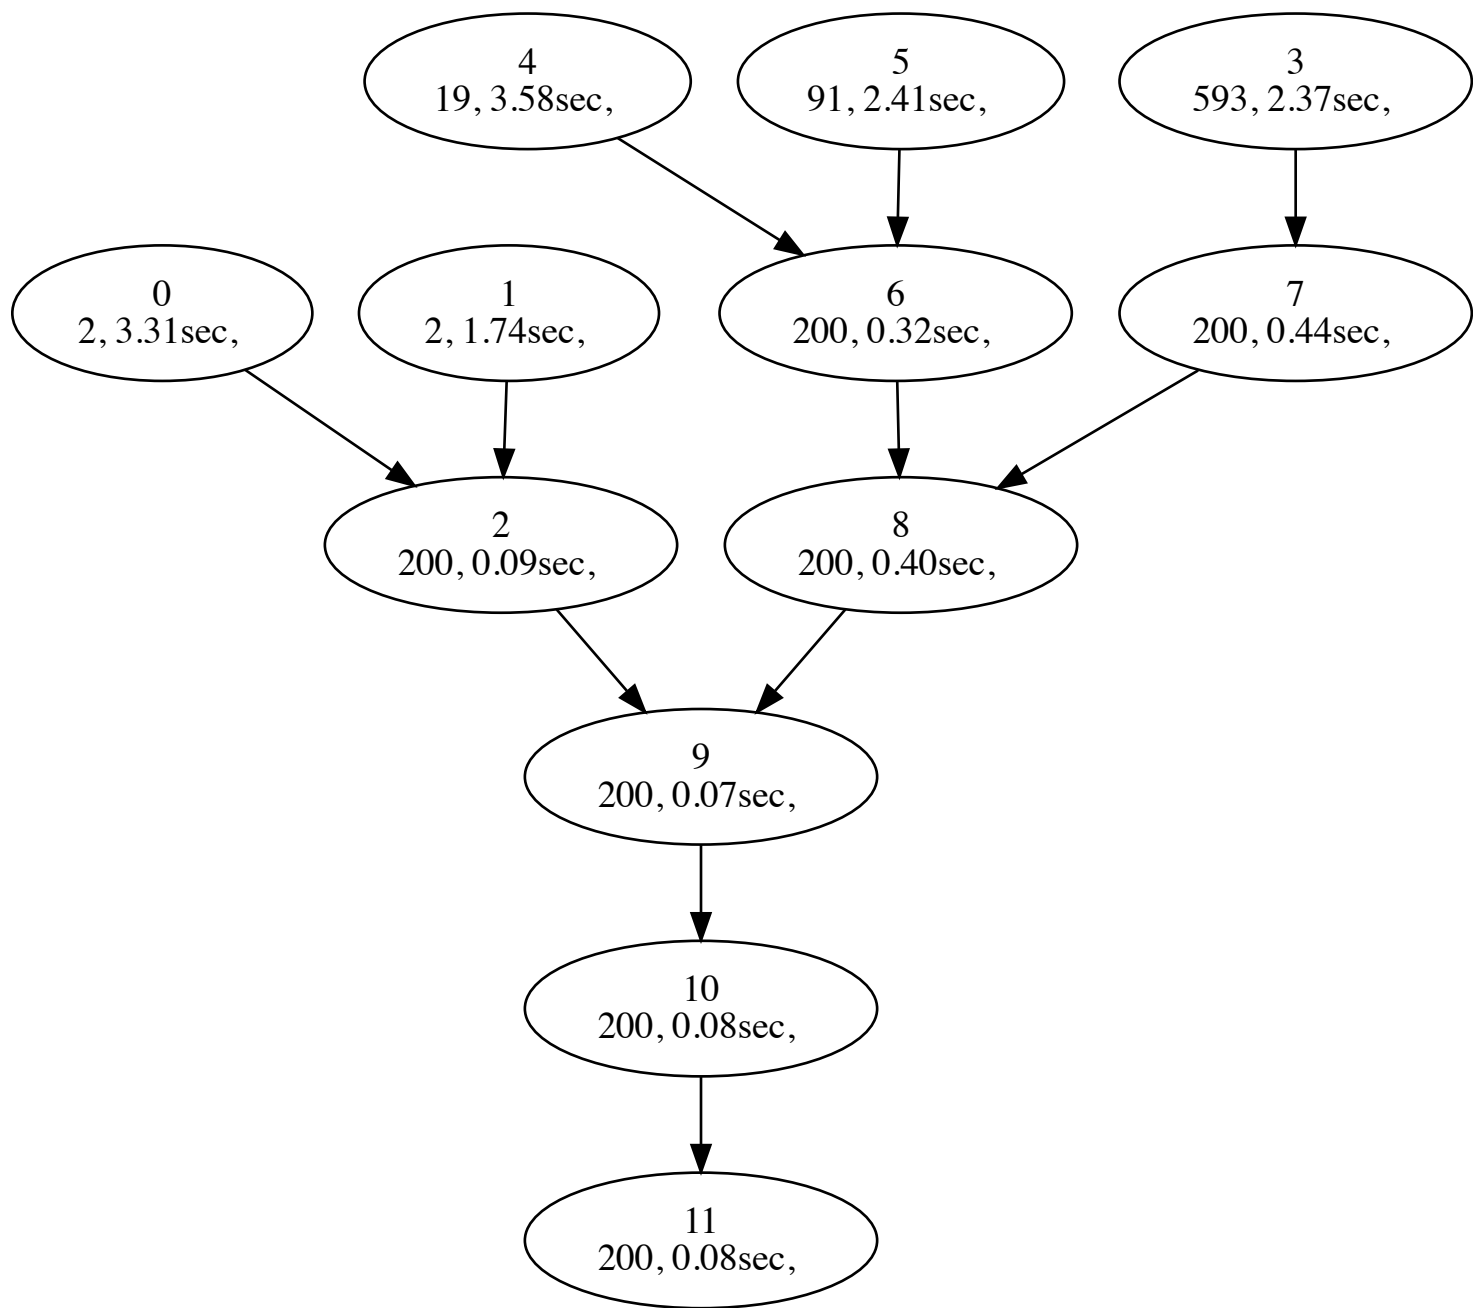 4
19, 3.58sec,
5
91, 2.41sec,
3
593, 2.37sec,
0
2, 3.31sec,
1
2, 1.74sec,
6
200, 0.32sec,
7
200, 0.44sec,
2
200, 0.09sec,
8
200, 0.40sec,
9
200, 0.07sec,
10
200, 0.08sec,
11
200, 0.08sec,